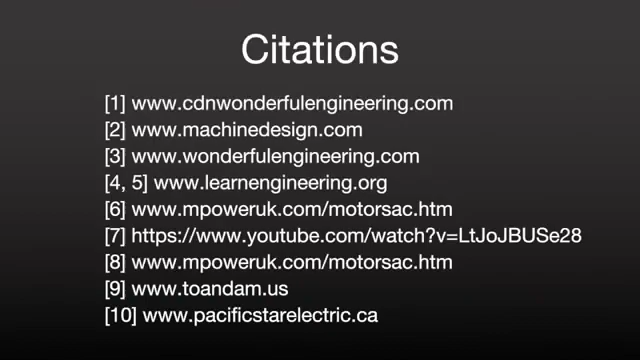 Citations
[1] www.cdnwonderfulengineering.com
[2] www.machinedesign.com
[3] www.wonderfulengineering.com
[4, 5] www.learnengineering.org
[6] www.mpoweruk.com/motorsac.htm
[7] https://www.youtube.com/watch?v=LtJoJBUSe28
[8] www.mpoweruk.com/motorsac.htm
[9] www.toandam.us
[10] www.pacificstarelectric.ca